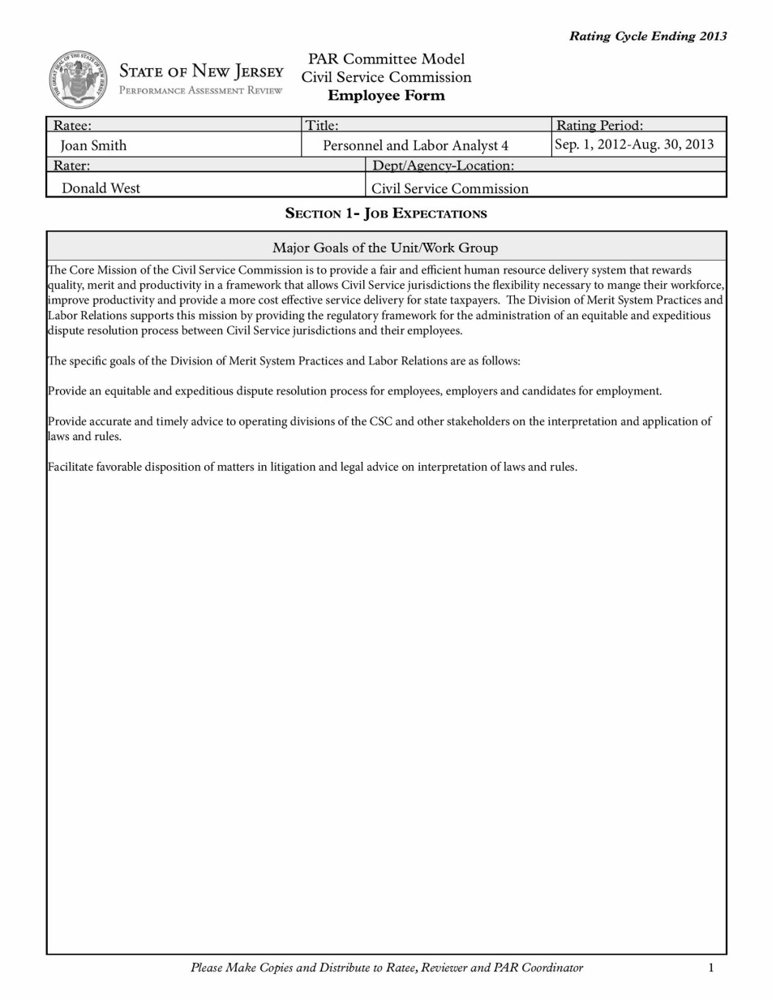 Rating Cycle Ending 2013
THE GREAT SEAL OF THE STATE OF NEW JERSEY
State of New Jersey
Performance Assessment Review
PAR Committee Model
Civil Service Commission
Employee Form
Ratee: Title: Rating Period:
Joan Smith Personnel and Labor Analyst 4 Sep. 1, 2012-Aug. 30, 2013
Rater: Dept/Agency-Location:
Donald West Civil Service Commission
Section 1- Job Expectations
Major Goals of the Unit/Work Group
The Core Mission of the Civil Service Commission is to provide a fair and efficient human resource delivery system that rewards
quality, merit and productivity in a framework that allows Civil Service jurisdictions the flexibility necessary to mange their workforce,
improve productivity and provide a more cost effective service delivery for state taxpayers. The Division of Merit System Practices and
Labor Relations supports this mission by providing the regulatory framework for the administration of an equitable and expeditious
dispute resolution process between Civil Service jurisdictions and their employees.
The specific goals of the Division of Merit System Practices and Labor Relations are as follows:
Provide an equitable and expeditious dispute resolution process for employees, employers and candidates for employment.
Provide accurate and timely advice to operating divisions of the CSC and other stakeholders on the interpretation and application of
laws and rules.
Facilitate favorable disposition of matters in litigation and legal advice on interpretation of laws and rules.
Please Make Copies and Distribute to Ratee, Reviewer and PAR Coordinator 1